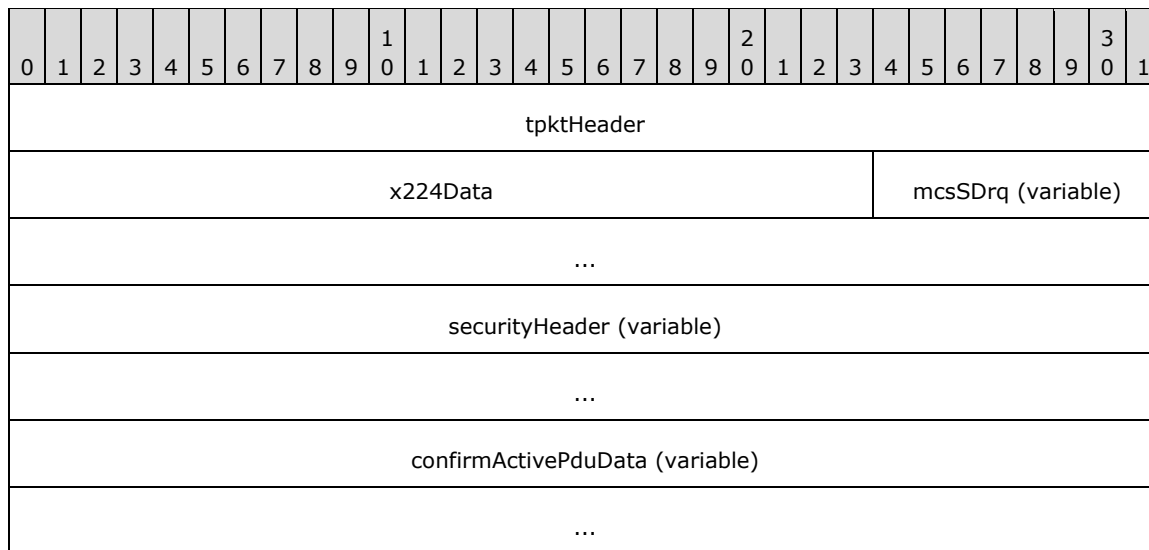 1 2 3
0 1 2 3 4 5 6 7 8 9 0 1 2 3 4 5 6 7 8 9 0 1 2 3 4 5 6 7 8 9 0 1
tpktHeader
x224Data mcsSDrq (variable)
...
securityHeader (variable)
...
confirmActivePduData (variable)
...